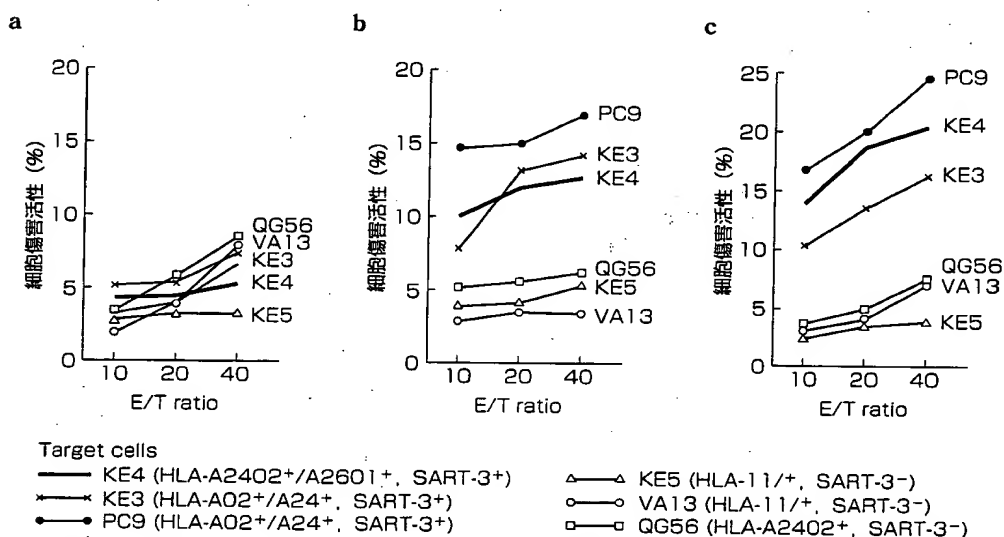 a
細胞傷害活性 (%)
20
15
10
5
0
QG56
VA13
KE3
KE4
KE5
10 20 40
E/T ratio
b
細胞傷害活性 (%)
20
15
10
5
0
PC9
KE3
KE4
QG56
KE5
VA13
10 20 40
E/T ratio
c
細胞傷害活性 (%)
25
20
15
10
5
0
PC9
KE4
KE3
QG56
VA13
KE5
10 20 40
E/T ratio
Target cells
KE4 (HLA-A2402⁺/A2601⁺, SART-3⁺)
KE3 (HLA-A02⁺/A24⁺, SART-3⁺)
PC9 (HLA-A02⁺/A24⁺, SART-3⁺)
KE5 (HLA-11/⁺, SART-3⁻)
VA13 (HLA-11/⁺, SART-3⁻)
QG56 (HLA-A2402⁺, SART-3⁻)